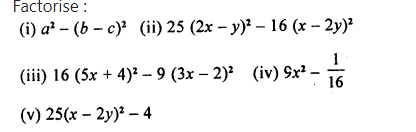 Factorise :
(i) a² – (b – c)² (ii) 25 (2x – y)² – 16 (x – 2y)²
(iii) 16 (5x + 4)² – 9 (3x – 2)² (iv) 9x² – 1/16
(v) 25(x – 2y)² – 4